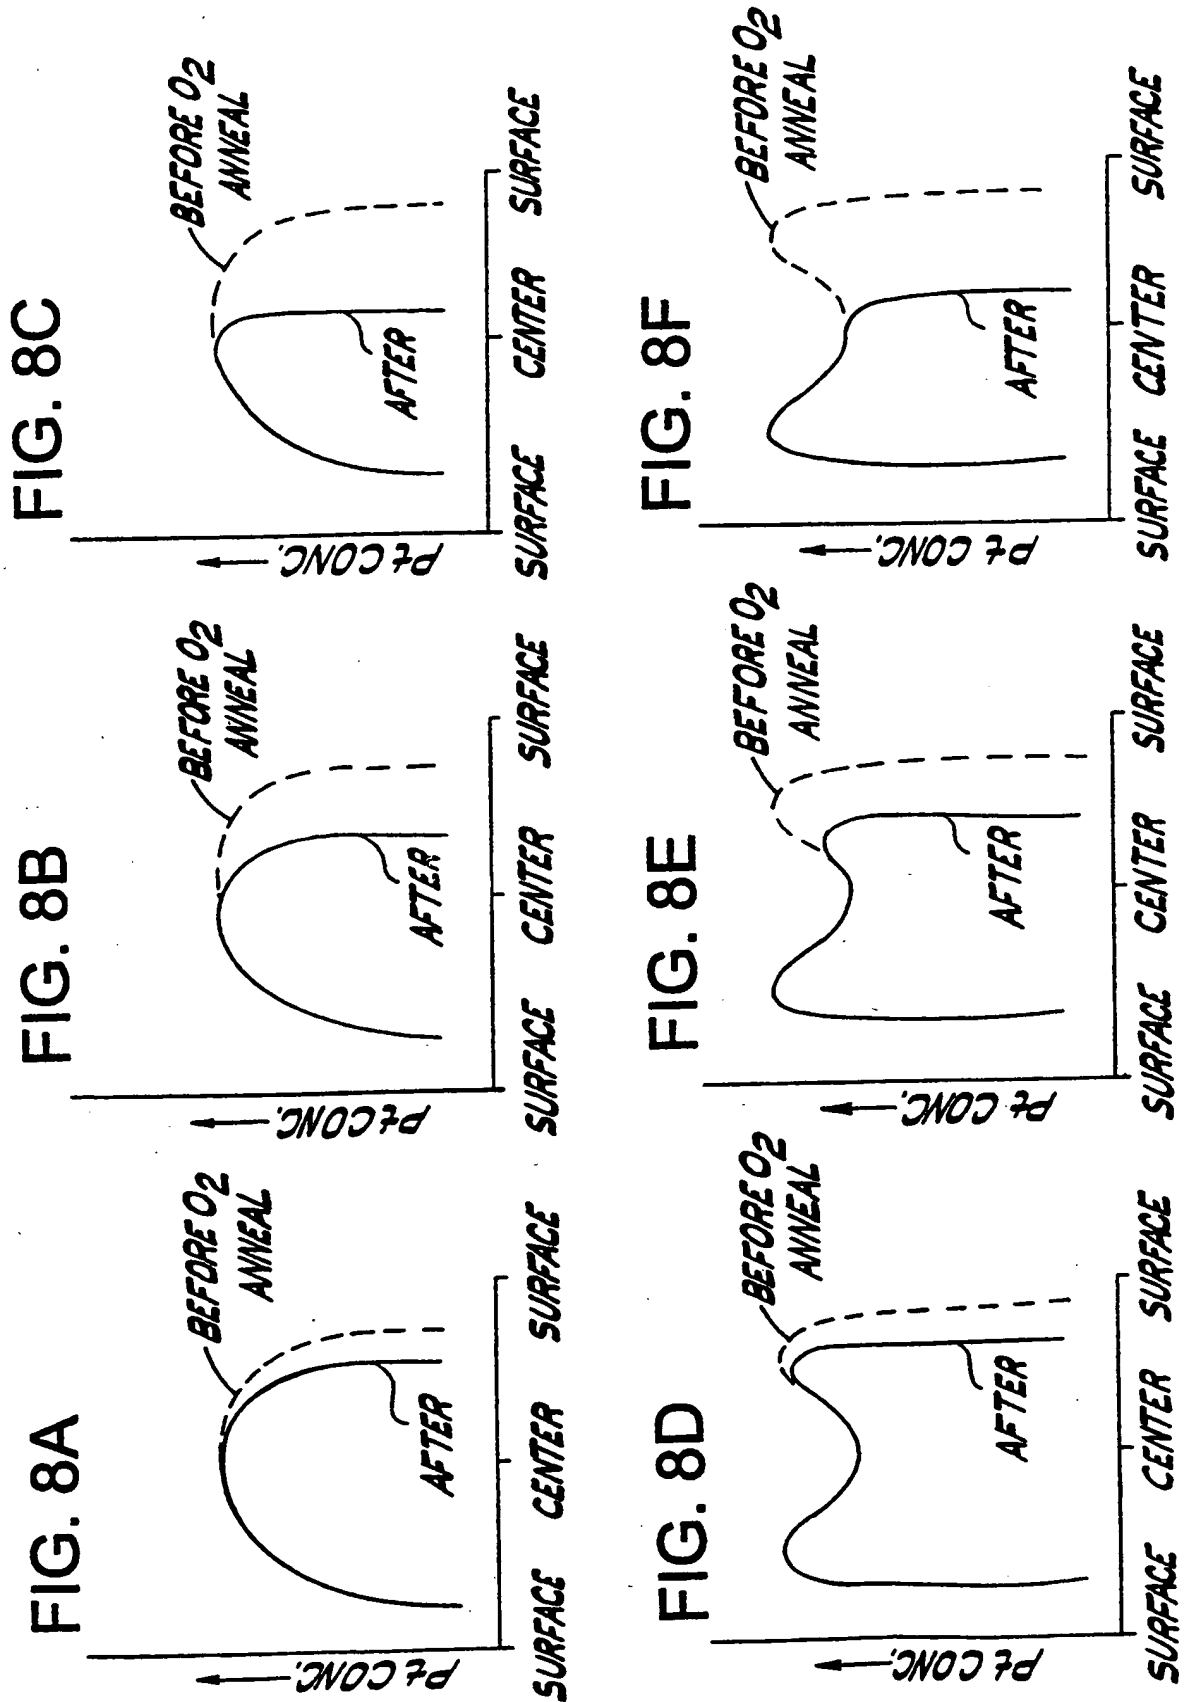 FIG. 8A
BEFORE O2
ANNEAL
AFTER
Pt CONC.
SURFACE CENTER SURFACE
FIG. 8B
BEFORE O2
ANNEAL
AFTER
Pt CONC.
SURFACE CENTER SURFACE
FIG. 8C
BEFORE O2
ANNEAL
AFTER
Pt CONC.
SURFACE CENTER SURFACE
FIG. 8D
BEFORE O2
ANNEAL
AFTER
Pt CONC.
SURFACE CENTER SURFACE
FIG. 8E
BEFORE O2
ANNEAL
AFTER
Pt CONC.
SURFACE CENTER SURFACE
FIG. 8F
BEFORE O2
ANNEAL
AFTER
Pt CONC.
SURFACE CENTER SURFACE